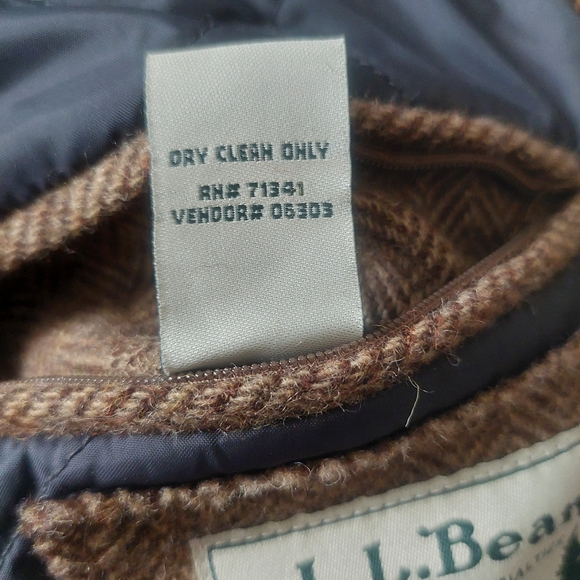 DRY CLEAN ONLY
RN# 71341
VENDOR# 06303
L.L.Bean